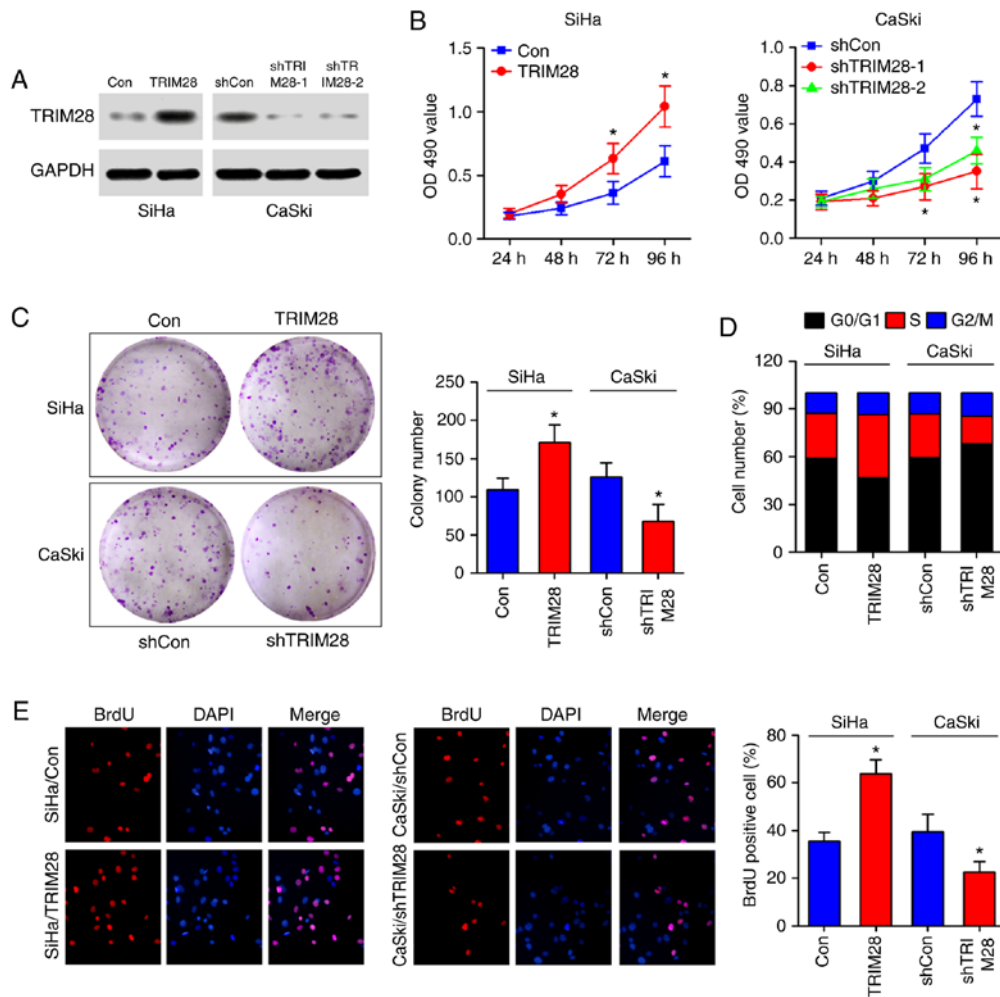 A
Con TRIM28 shCon shTRI M28-1 shTR IM28-2
TRIM28
GAPDH
SiHa CaSki
B
SiHa
Con
TRIM28
OD 490 value
1.5
1.0
0.5
0.0
24 h 48 h 72 h 96 h
*
*
CaSki
shCon
shTRIM28-1
shTRIM28-2
OD 490 value
1.0
0.8
0.6
0.4
0.2
0.0
24 h 48 h 72 h 96 h
*
*
*
C
Con TRIM28
SiHa
CaSki
shCon shTRIM28
Colony number
250
200
150
100
50
0
SiHa CaSki
*
*
Con TRIM28 shCon shTRI M28
D
G0/G1 S G2/M
SiHa CaSki
Cell number (%)
120
90
60
30
0
Con TRIM28 shCon shTRI M28
E
BrdU DAPI Merge
SiHa/Con
SiHa/TRIM28
BrdU DAPI Merge
CaSki/shCon
CaSki/shTRIM28
BrdU positive cell (%)
80
60
40
20
0
SiHa CaSki
*
*
Con TRIM28 shCon shTRI M28